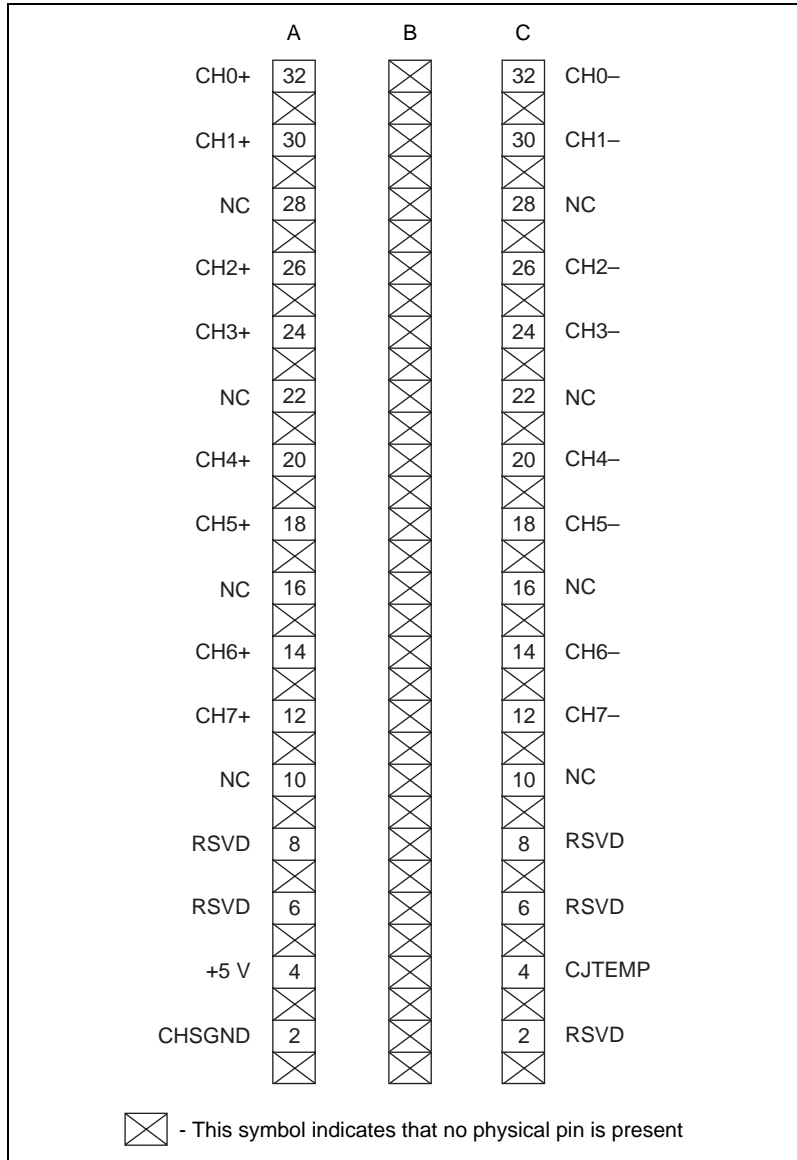 A B C
CH0+ 32 32 CH0–
CH1+ 30 30 CH1–
NC 28 28 NC
CH2+ 26 26 CH2–
CH3+ 24 24 CH3–
NC 22 22 NC
CH4+ 20 20 CH4–
CH5+ 18 18 CH5–
NC 16 16 NC
CH6+ 14 14 CH6–
CH7+ 12 12 CH7–
NC 10 10 NC
RSVD 8 8 RSVD
RSVD 6 6 RSVD
+5 V 4 4 CJTEMP
CHSGND 2 2 RSVD
- This symbol indicates that no physical pin is present